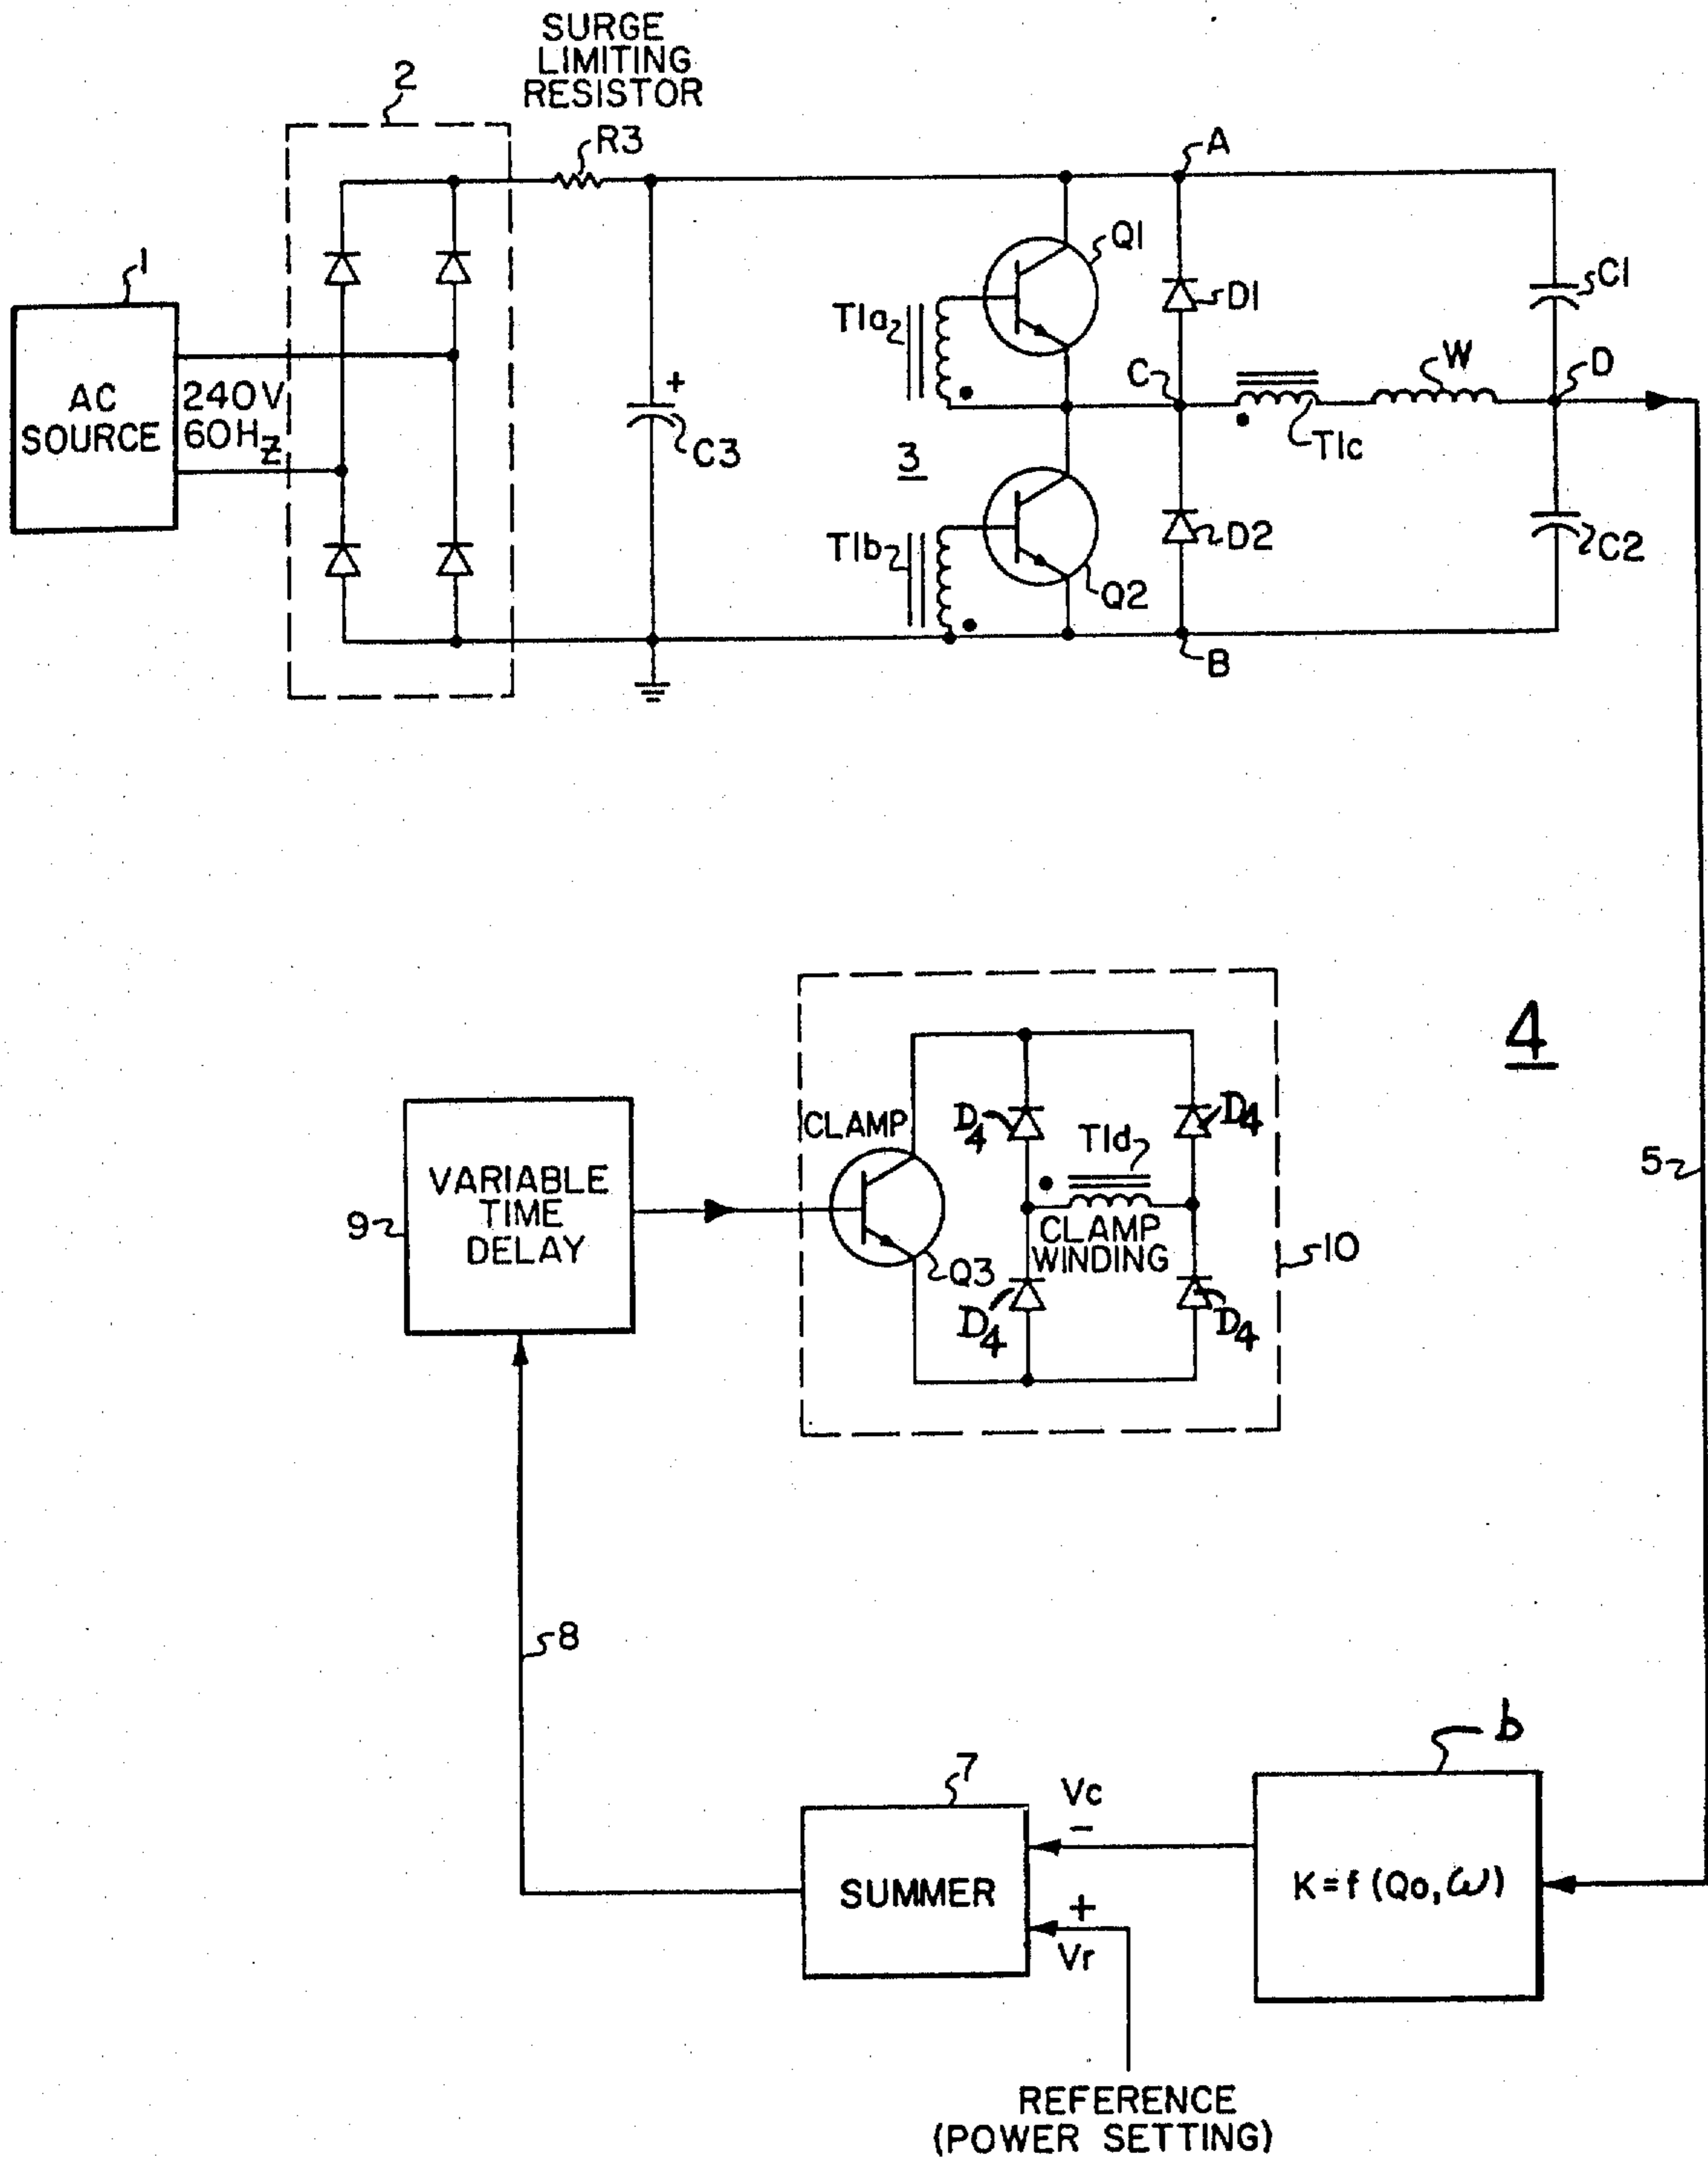 SURGE
LIMITING
RESISTOR
2
R3
A
1
Q1
C1
D1
T1a
W
C
D
AC
SOURCE
240V
60Hz
+
C3
T1c
3
T1b
D2
C2
Q2
B
4
CLAMP
D4
D4
T1d
5
VARIABLE
TIME
DELAY
9
CLAMP
WINDING
10
Q3
D4
D4
8
b
7
Vc
-
SUMMER
K=f(Qo,ω)
+
Vr
REFERENCE
(POWER SETTING)